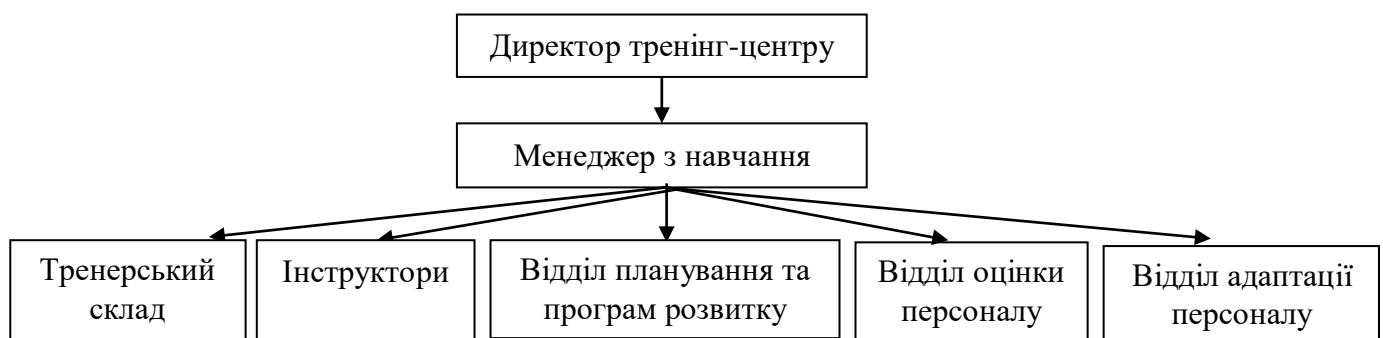 Директор тренінг-центру
Менеджер з навчання
Тренерський
склад
Інструктори
Відділ планування та
програм розвитку
Відділ оцінки
персоналу
Відділ адаптації
персоналу